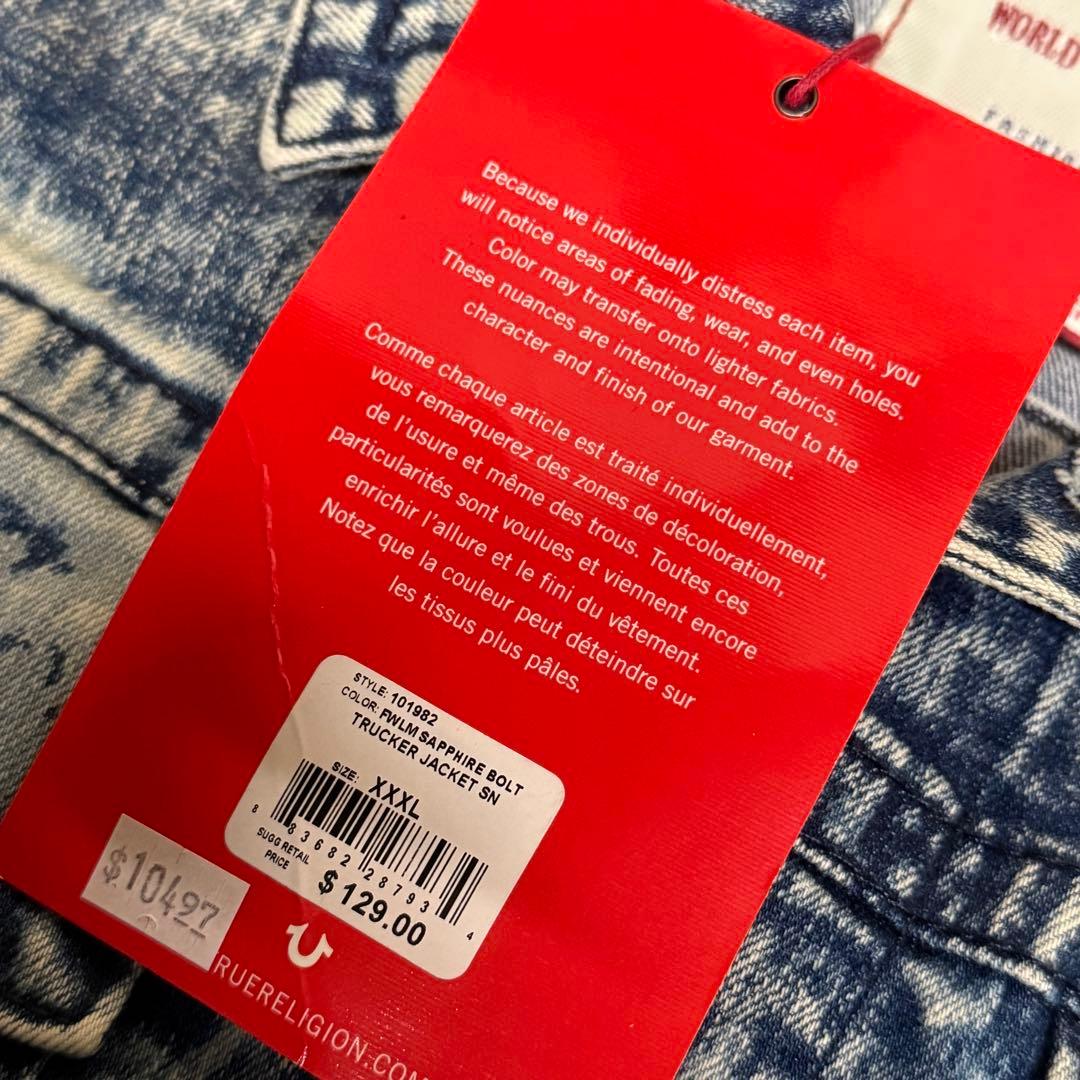 WORLD
Because we individually distress each item, you
will notice areas of fading, wear, and even holes.
Color may transfer onto lighter fabrics.
These nuances are intentional and add to the
character and finish of our garment.
Comme chaque article est traité individuellement,
vous remarquerez des zones de décoloration,
de l'usure et même des trous. Toutes ces
particularités sont voulues et viennent encore
enrichir l'allure et le fini du vêtement.
Notez que la couleur peut déteindre sur
les tissus plus pâles.
STYLE: 101982
COLOR: FWLM SAPPHIRE BOLT
TRUCKER JACKET SN
SIZE: XXXL
8 83682 28793 4
SUGG RETAIL
PRICE
$ 129.00
$10497
RUERELIGION.COM